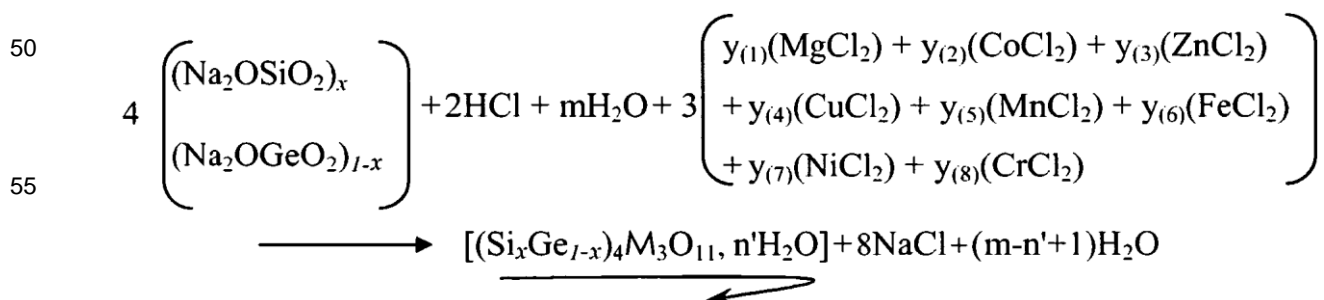 50
55
4 (Na₂OSiO₂)ₓ
(Na₂OGeO₂)₁₋ₓ
+2HCl + mH₂O + 3
y₍₁₎(MgCl₂) + y₍₂₎(CoCl₂) + y₍₃₎(ZnCl₂)
+ y₍₄₎(CuCl₂) + y₍₅₎(MnCl₂) + y₍₆₎(FeCl₂)
+ y₍₇₎(NiCl₂) + y₍₈₎(CrCl₂)
⟶ [(SiₓGe₁₋ₓ)₄M₃O₁₁, n'H₂O]+8NaCl+(m-n'+1)H₂O